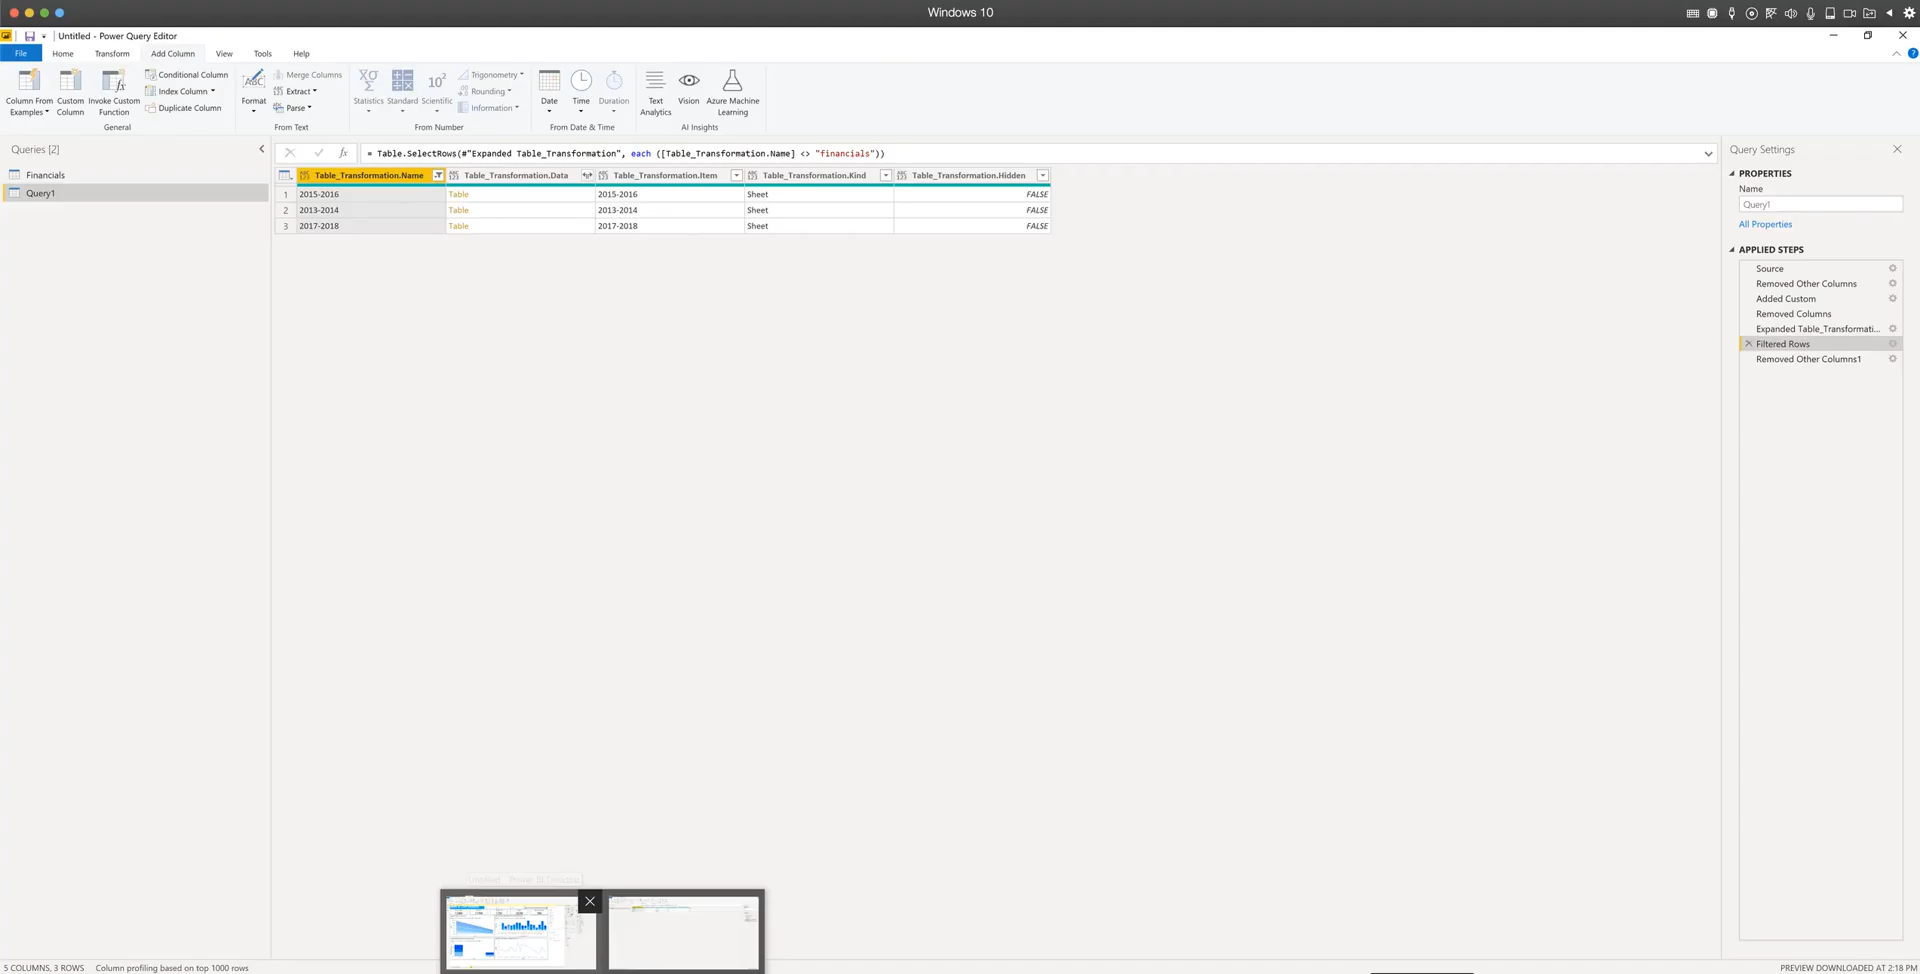 Windows 10
Untitled - Power Query Editor
File Home Transform Add Column View Tools Help
Column From Examples
Custom Column
Invoke Custom Function
Conditional Column
Index Column
Duplicate Column
General
Format
Merge Columns
Extract
Parse
From Text
Statistics
Standard
Scientific
Trigonometry
Rounding
Information
From Number
Date
Time
Duration
From Date & Time
Text Analytics
Vision
Azure Machine Learning
AI Insights
Queries [2]
Financials
Query1
= Table.SelectRows(#"Expanded Table_Transformation", each ([Table_Transformation.Name] <> "financials"))
Table_Transformation.Name Table_Transformation.Data Table_Transformation.Item Table_Transformation.Kind Table_Transformation.Hidden
1 2015-2016 Table 2015-2016 Sheet FALSE
2 2013-2014 Table 2013-2014 Sheet FALSE
3 2017-2018 Table 2017-2018 Sheet FALSE
Query Settings
PROPERTIES
Name
Query1
All Properties
APPLIED STEPS
Source
Removed Other Columns
Added Custom
Removed Columns
Expanded Table_Transformati...
Filtered Rows
Removed Other Columns1
5 COLUMNS, 3 ROWS Column profiling based on top 1000 rows
PREVIEW DOWNLOADED AT 2:18 PM